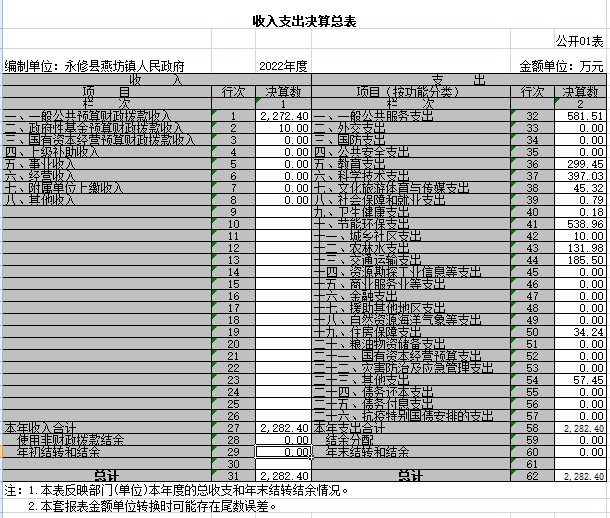 收入支出决算总表
公开01表
编制单位：永修县燕坊镇人民政府 2022年度 金额单位：万元
收 入 支 出
项 目 行次 决算数 项目（按功能分类） 行次 决算数
栏 次 1 栏 次 2
一、一般公共预算财政拨款收入 1 2,272.40 一、一般公共服务支出 32 581.51
二、政府性基金预算财政拨款收入 2 10.00 二、外交支出 33 0.00
三、国有资本经营预算财政拨款收入 3 0.00 三、国防支出 34 0.00
四、上级补助收入 4 0.00 四、公共安全支出 35 0.00
五、事业收入 5 0.00 五、教育支出 36 299.45
六、经营收入 6 0.00 六、科学技术支出 37 397.03
七、附属单位上缴收入 7 0.00 七、文化旅游体育与传媒支出 38 45.32
八、其他收入 8 0.00 八、社会保障和就业支出 39 0.79
9 九、卫生健康支出 40 0.18
10 十、节能环保支出 41 538.96
11 十一、城乡社区支出 42 10.00
12 十二、农林水支出 43 131.98
13 十三、交通运输支出 44 185.50
14 十四、资源勘探工业信息等支出 45 0.00
15 十五、商业服务业等支出 46 0.00
16 十六、金融支出 47 0.00
17 十七、援助其他地区支出 48 0.00
18 十八、自然资源海洋气象等支出 49 0.00
19 十九、住房保障支出 50 34.24
20 二十、粮油物资储备支出 51 0.00
21 二十一、国有资本经营预算支出 52 0.00
22 二十二、灾害防治及应急管理支出 53 0.00
23 二十三、其他支出 54 57.45
24 二十四、债务还本支出 55 0.00
25 二十五、债务付息支出 56 0.00
26 二十六、抗疫特别国债安排的支出 57 0.00
本年收入合计 27 2,282.40 本年支出合计 58 2,282.40
使用非财政拨款结余 28 0.00 结余分配 59 0.00
年初结转和结余 29 0.00 年末结转和结余 60 0.00
30 61
总计 31 2,282.40 总计 62 2,282.40
注：1.本表反映部门(单位)本年度的总收支和年末结转结余情况。
2.本套报表金额单位转换时可能存在尾数误差。